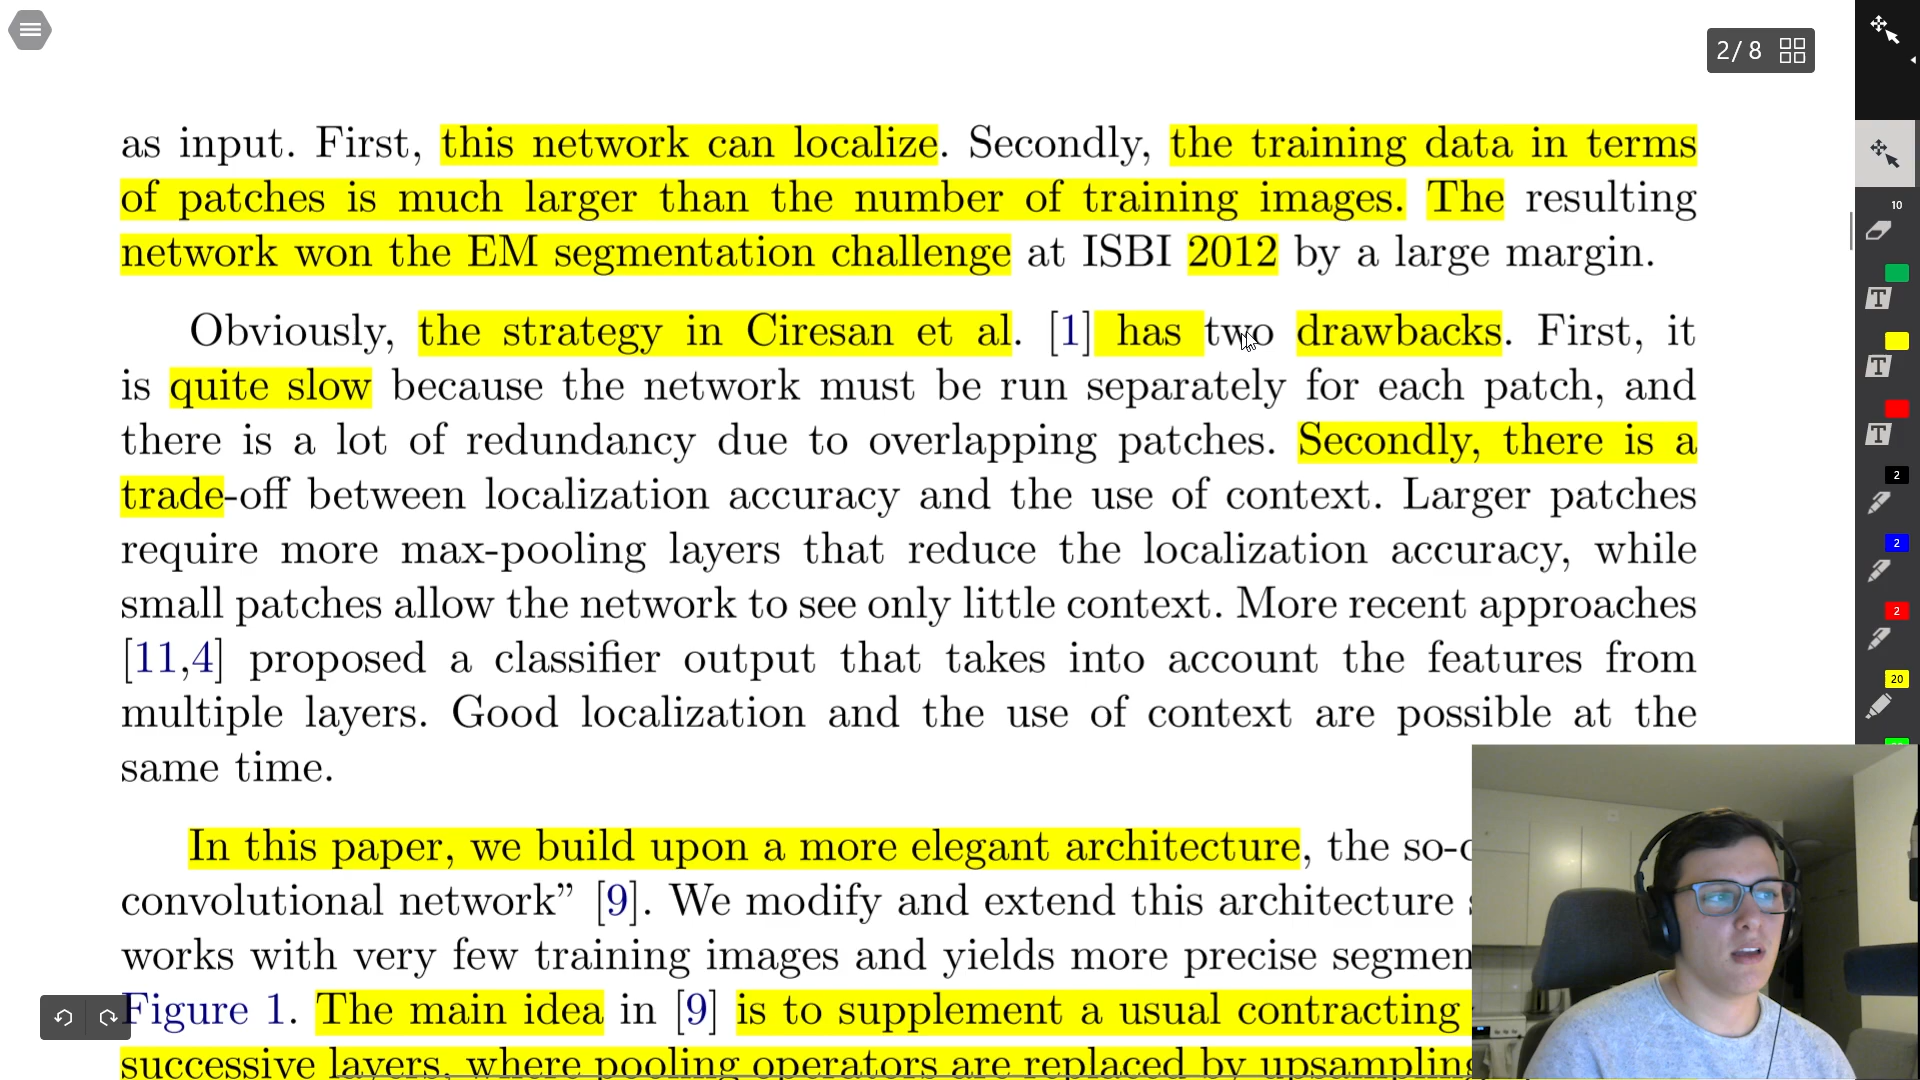 2/ 8
as input. First, this network can localize. Secondly, the training data in terms
of patches is much larger than the number of training images. The resulting
network won the EM segmentation challenge at ISBI 2012 by a large margin.
Obviously, the strategy in Ciresan et al. [1] has two drawbacks. First, it
is quite slow because the network must be run separately for each patch, and
there is a lot of redundancy due to overlapping patches. Secondly, there is a
trade-off between localization accuracy and the use of context. Larger patches
require more max-pooling layers that reduce the localization accuracy, while
small patches allow the network to see only little context. More recent approaches
[11,4] proposed a classifier output that takes into account the features from
multiple layers. Good localization and the use of context are possible at the
same time.
In this paper, we build upon a more elegant architecture, the so-
convolutional network” [9]. We modify and extend this architecture
works with very few training images and yields more precise segmen
Figure 1. The main idea in [9] is to supplement a usual contracting
successive layers, where pooling operators are replaced by upsampling
10
T
T
T
2
2
2
20